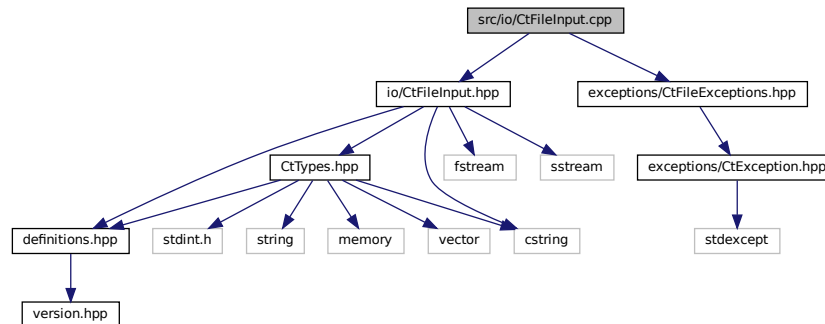 src/io/CtFileInput.cpp
io/CtFileInput.hpp
exceptions/CtFileExceptions.hpp
CtTypes.hpp
fstream
sstream
exceptions/CtException.hpp
definitions.hpp
stdint.h
string
memory
vector
cstring
stdexcept
version.hpp